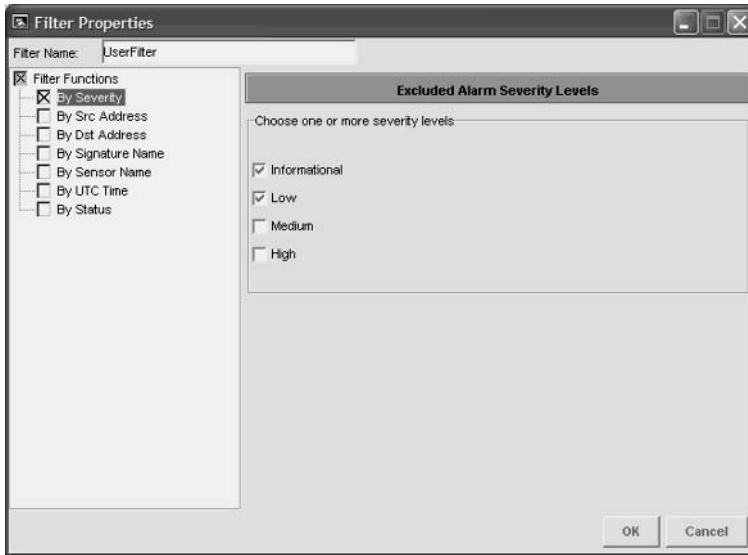 Filter Properties
Filter Name: UserFilter
Filter Functions
By Severity
By Src Address
By Dst Address
By Signature Name
By Sensor Name
By UTC Time
By Status
Excluded Alarm Severity Levels
Choose one or more severity levels
Informational
Low
Medium
High
OK Cancel